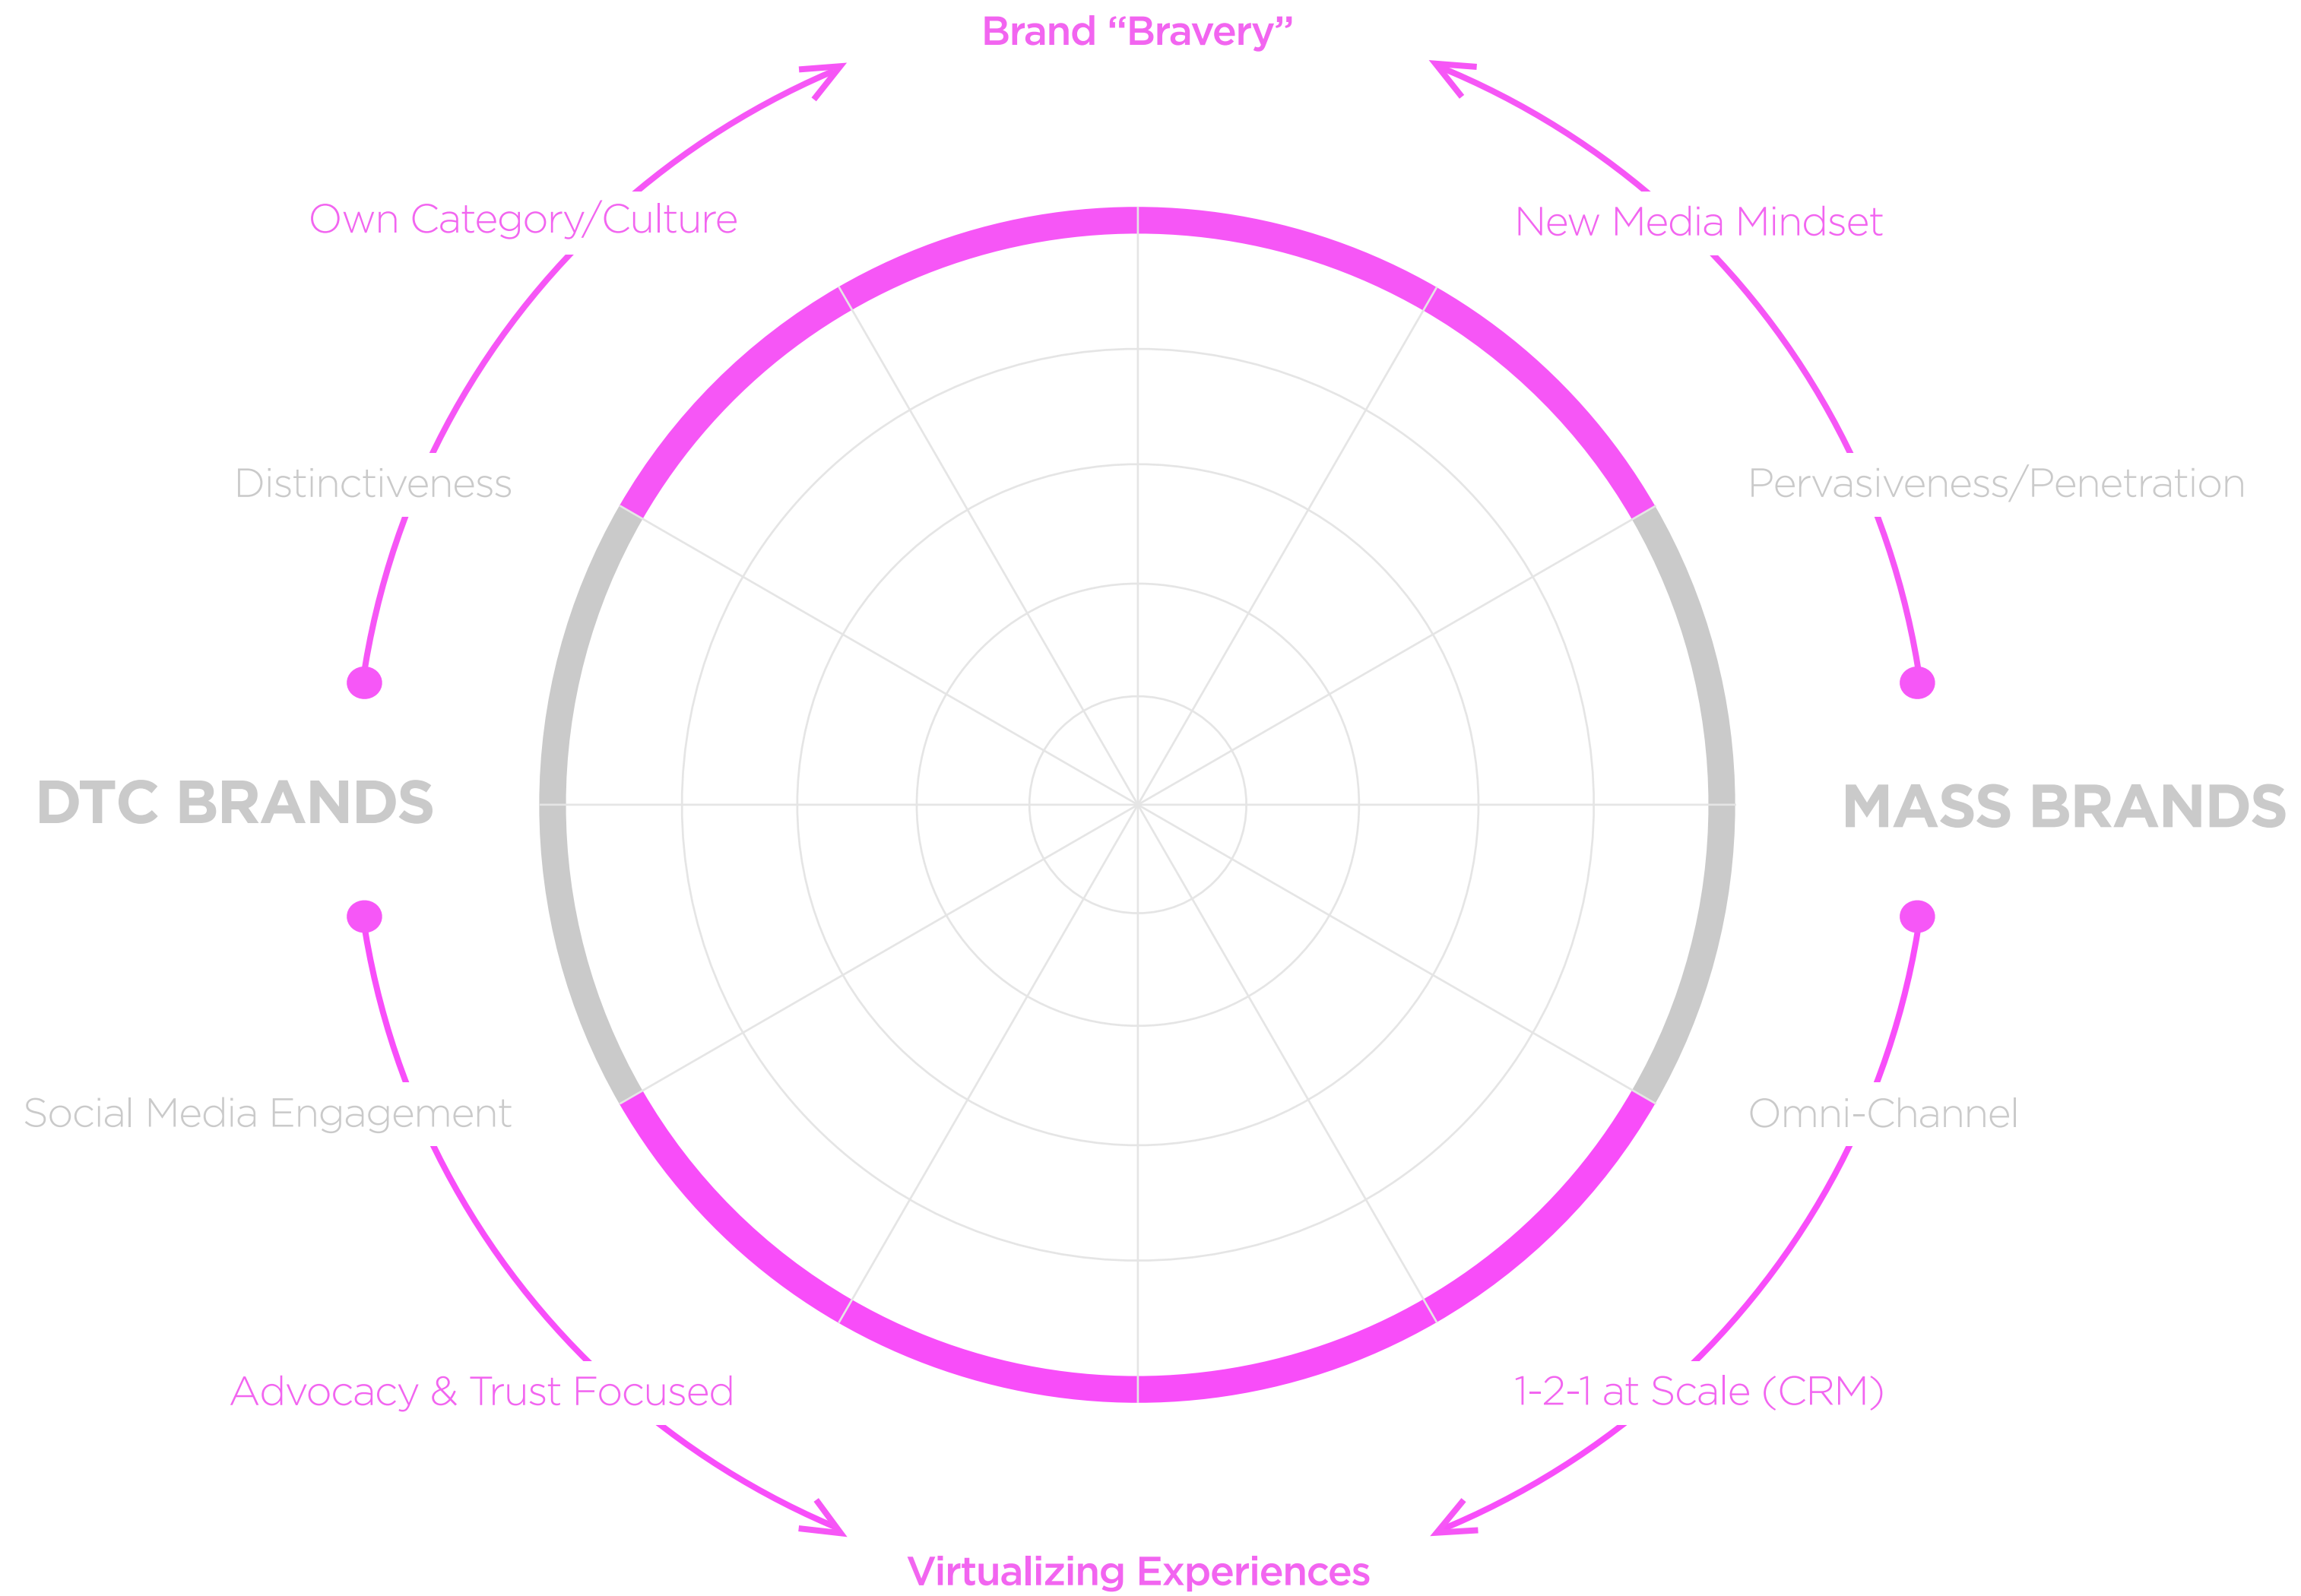 Brand “Bravery”
Own Category/Culture
New Media Mindset
Distinctiveness
Pervasiveness/Penetration
DTC BRANDS
MASS BRANDS
Social Media Engagement
Omni-Channel
Advocacy & Trust Focused
1-2-1 at Scale (CRM)
Virtualizing Experiences